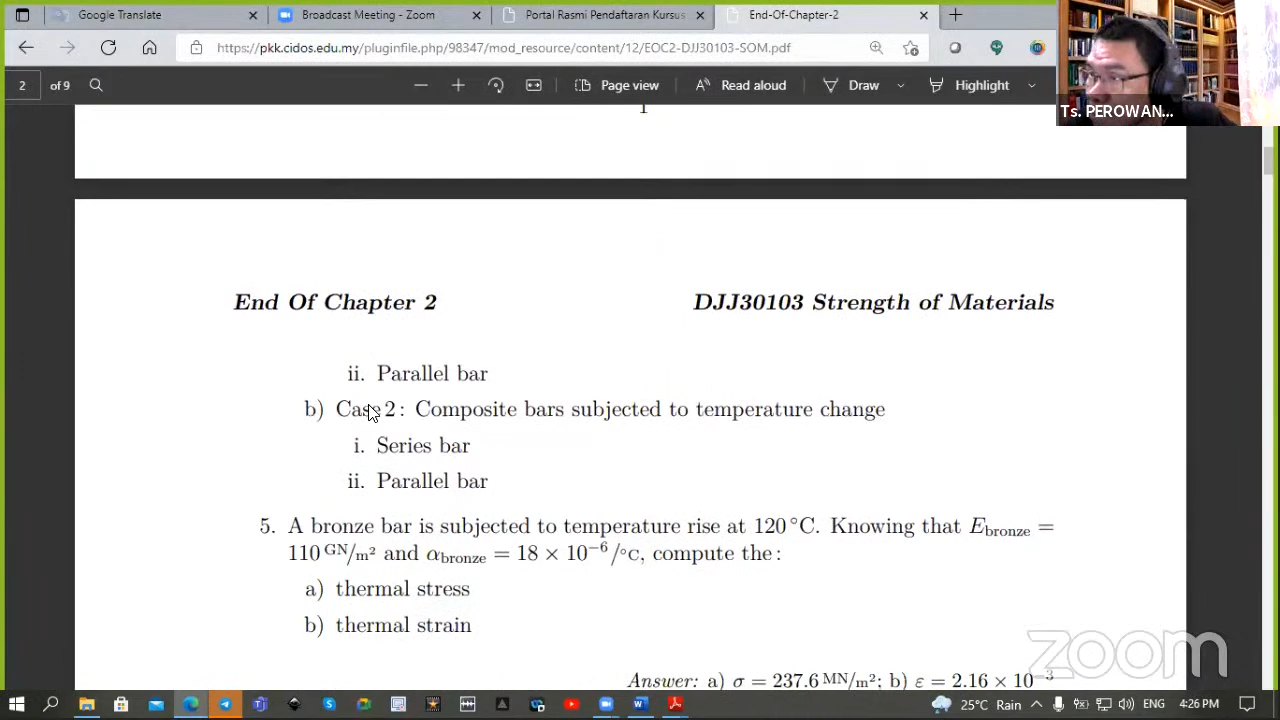 Google Translate
Broadcast Meeting - Zoom
Portal Rasmi Pendaftaran Kursus
End-Of-Chapter-2
https://pkk.cidos.edu.my/pluginfile.php/98347/mod_resource/content/12/EOC2-DJJ30103-SOM.pdf
2 of 9
Page view
Read aloud
Draw
Highlight
Ts. PEROWAN...
1
End Of Chapter 2 DJJ30103 Strength of Materials
ii. Parallel bar
b) Case 2 : Composite bars subjected to temperature change
i. Series bar
ii. Parallel bar
5. A bronze bar is subjected to temperature rise at 120 °C. Knowing that Ebronze =
110 GN/m² and αbronze = 18 × 10⁻⁶/°C, compute the :
a) thermal stress
b) thermal strain
Answer: a) σ = 237.6 MN/m²; b) ε = 2.16 × 10⁻³
zoom
25°C Rain
ENG
4:26 PM